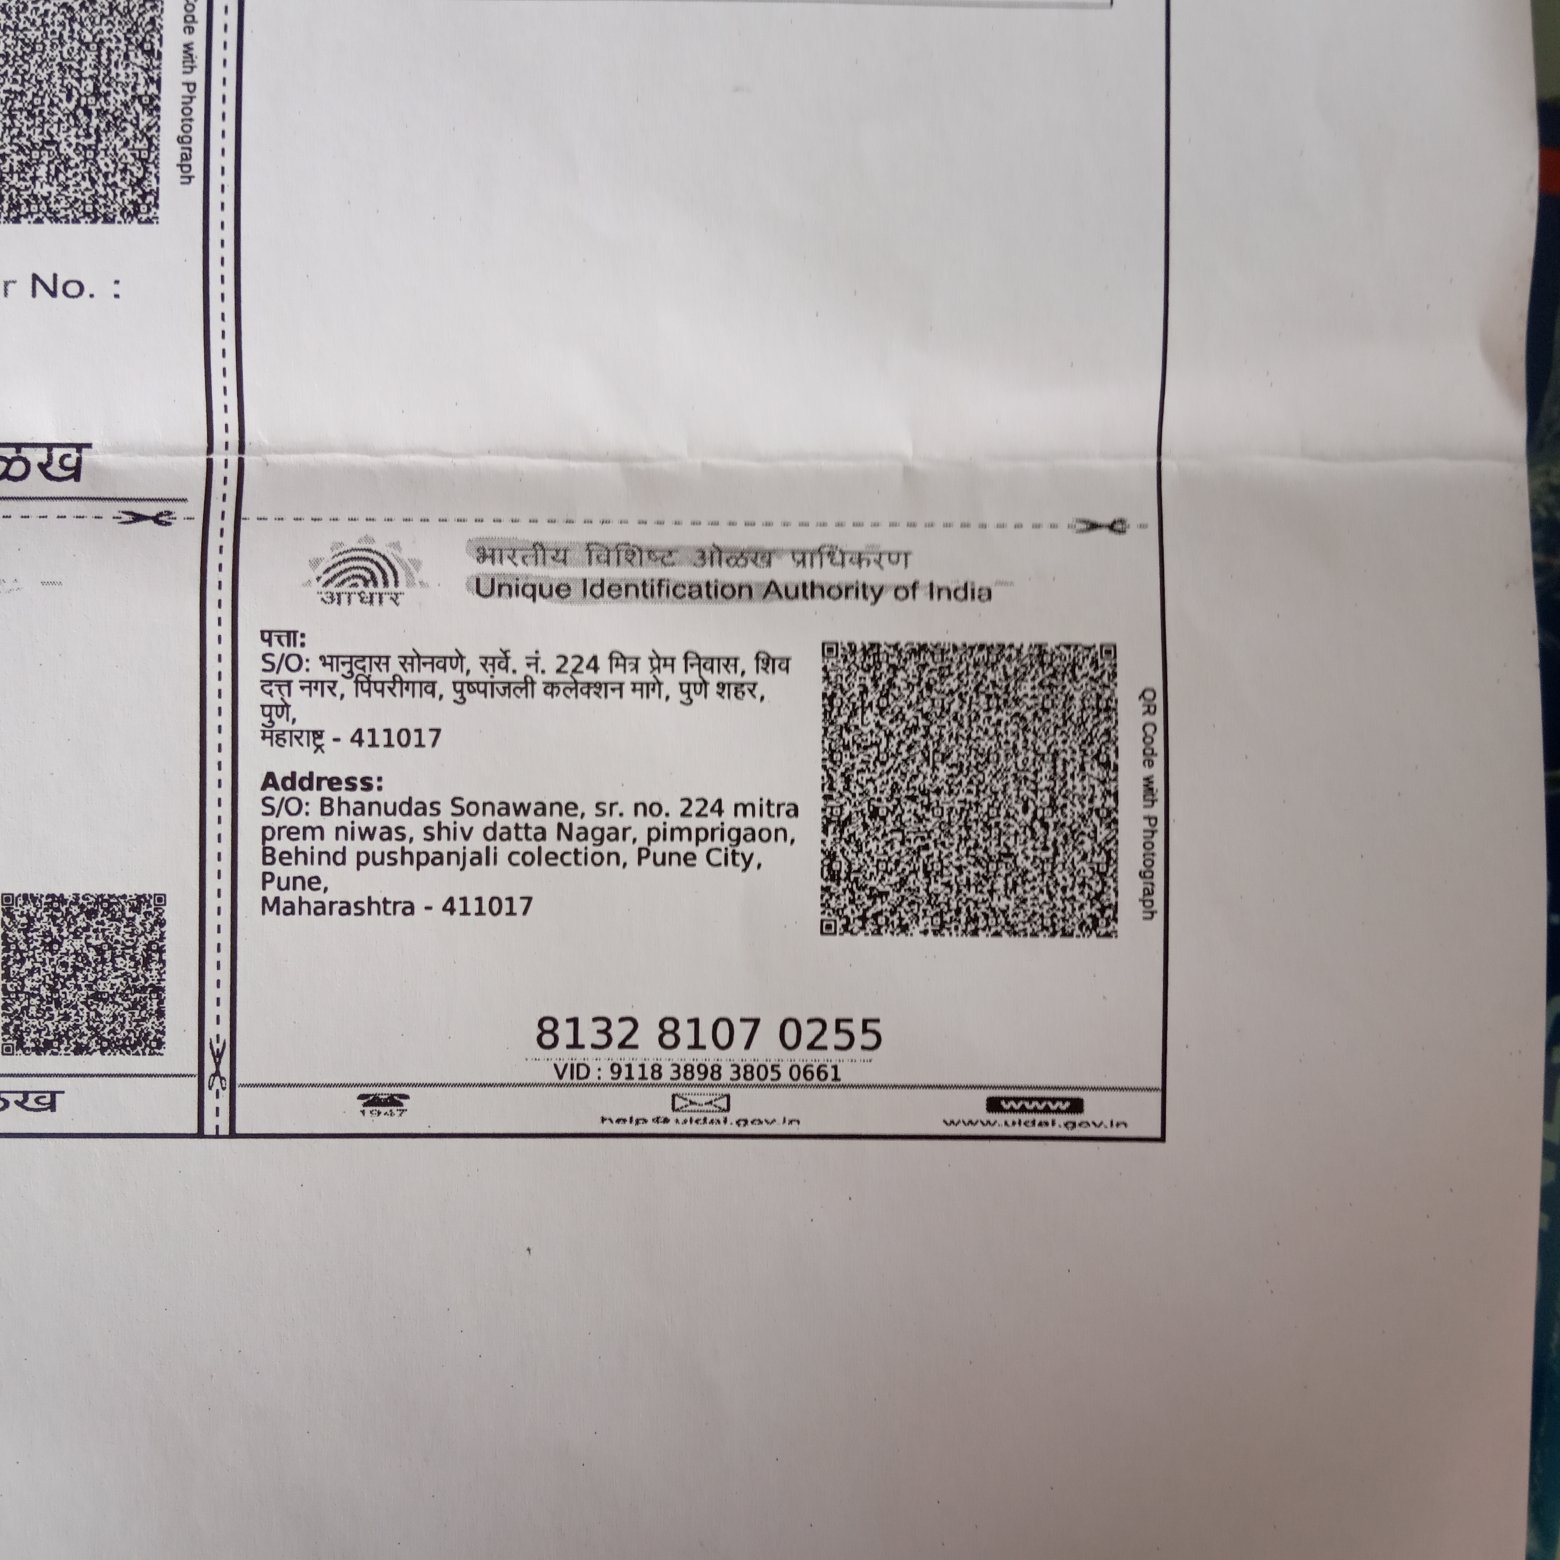 Code with Photograph
r No. :
ळख
आधार
भारतीय विशिष्ट ओळख प्राधिकरण
Unique Identification Authority of India
पत्ता:
S/O: भानुदास सोनवणे, सर्वे. नं. 224 मित्र प्रेम निवास, शिव
दत्त नगर, पिंपरीगाव, पुष्पांजली कलेक्शन मागे, पुणे शहर,
पुणे,
महाराष्ट्र - 411017
Address:
S/O: Bhanudas Sonawane, sr. no. 224 mitra
prem niwas, shiv datta Nagar, pimprigaon,
Behind pushpanjali colection, Pune City,
Pune,
Maharashtra - 411017
QR Code with Photograph
8132 8107 0255
VID : 9118 3898 3805 0661
ळख
1947
help@uidai.gov.in
www
www.uidai.gov.in